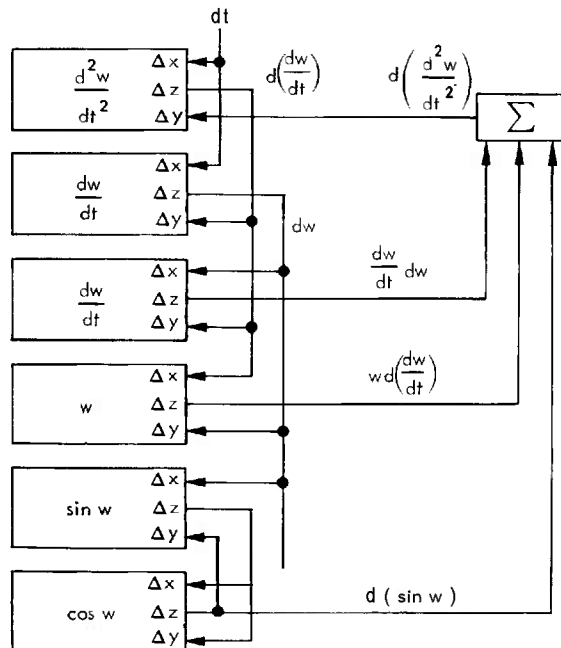 dt
d²w
dt²
Δx
Δz
Δy
d(dw/dt)
d(d²w/dt²)
Σ
dw
dt
Δx
Δz
Δy
dw
dw
dt
Δx
Δz
Δy
dw/dt dw
w
Δx
Δz
Δy
wd(dw/dt)
sin w
Δx
Δz
Δy
cos w
Δx
Δz
Δy
d (sin w)